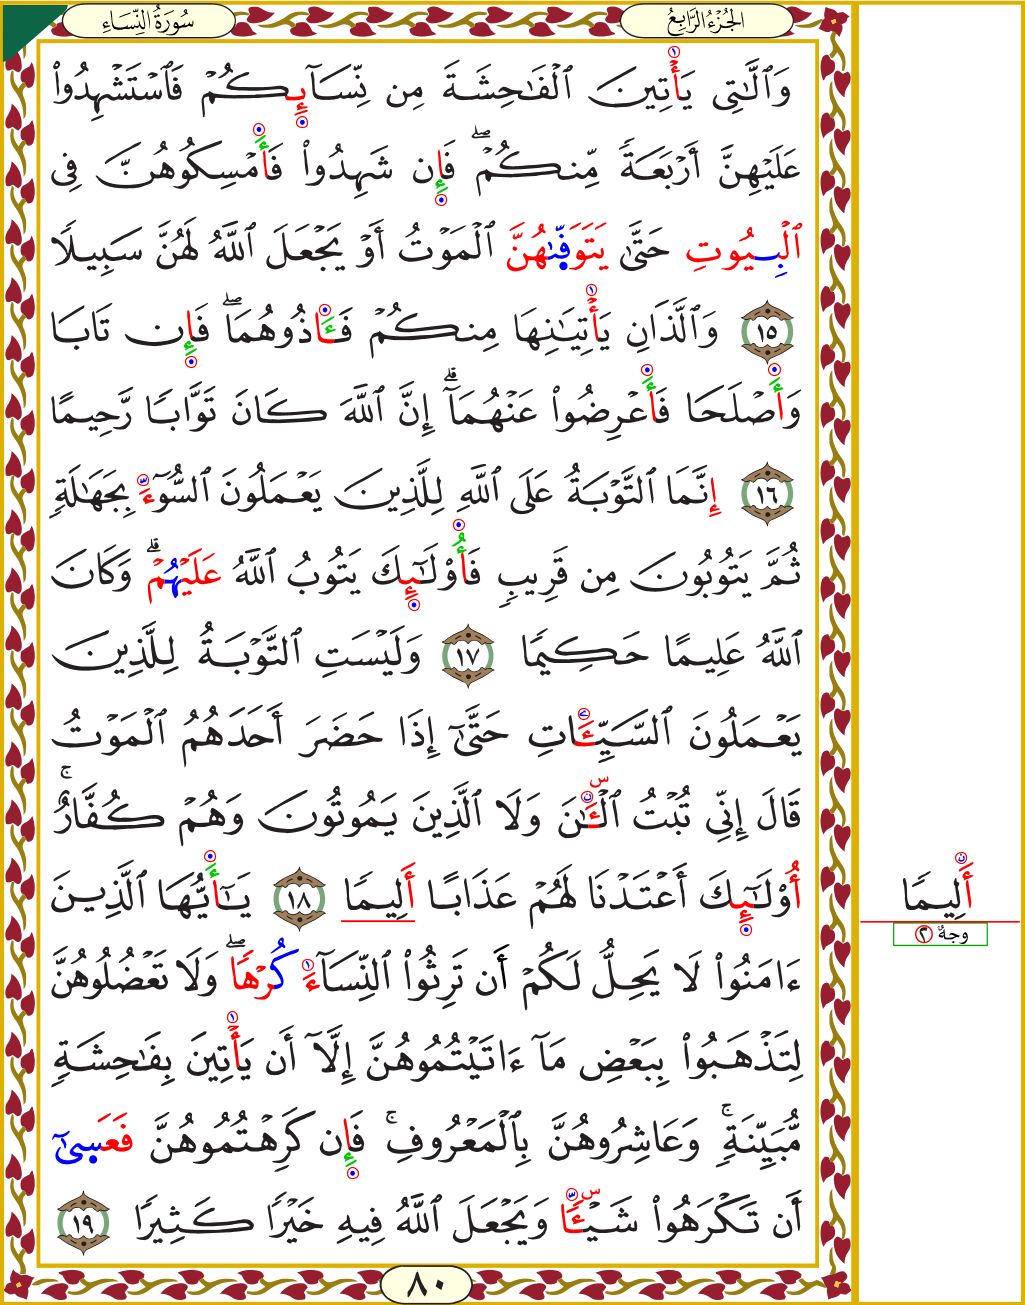 الجُزْءُ الرَّابِعُ
سُورَةُ النِّسَاءِ
وَٱلَّٰتِى يَأْتِينَ ٱلْفَٰحِشَةَ مِن نِّسَآئِكُمْ فَٱسْتَشْهِدُوا۟
عَلَيْهِنَّ أَرْبَعَةً مِّنكُمْ ۖ فَإِن شَهِدُوا۟ فَأَمْسِكُوهُنَّ فِى
ٱلْبِيُوتِ حَتَّىٰ يَتَوَفَّىٰهُنَّ ٱلْمَوْتُ أَوْ يَجْعَلَ ٱللَّهُ لَهُنَّ سَبِيلًا
١٥ وَٱلَّذَانِ يَأْتِيَٰنِهَا مِنكُمْ فَـَٔاذُوهُمَا ۖ فَإِن تَابَا
وَأَصْلَحَا فَأَعْرِضُوا۟ عَنْهُمَآ ۗ إِنَّ ٱللَّهَ كَانَ تَوَّابًا رَّحِيمًا
١٦ إِنَّمَا ٱلتَّوْبَةُ عَلَى ٱللَّهِ لِلَّذِينَ يَعْمَلُونَ ٱلسُّوٓءَ بِجَهَٰلَةٍ
ثُمَّ يَتُوبُونَ مِن قَرِيبٍ فَأُو۟لَٰٓئِكَ يَتُوبُ ٱللَّهُ عَلَيْهُمْ ۗ وَكَانَ
ٱللَّهُ عَلِيمًا حَكِيمًا ١٧ وَلَيْسَتِ ٱلتَّوْبَةُ لِلَّذِينَ
يَعْمَلُونَ ٱلسَّيِّـَٔاتِ حَتَّىٰٓ إِذَا حَضَرَ أَحَدَهُمُ ٱلْمَوْتُ
قَالَ إِنِّى تُبْتُ ٱلْـَٰٔنَ وَلَا ٱلَّذِينَ يَمُوتُونَ وَهُمْ كُفَّارٌ ۚ
أُو۟لَٰٓئِكَ أَعْتَدْنَا لَهُمْ عَذَابًا أَلِيمًا ١٨ يَٰٓأَيُّهَا ٱلَّذِينَ
ءَامَنُوا۟ لَا يَحِلُّ لَكُمْ أَن تَرِثُوا۟ ٱلنِّسَآءَ كُرْهًا ۖ وَلَا تَعْضُلُوهُنَّ
لِتَذْهَبُوا۟ بِبَعْضِ مَآ ءَاتَيْتُمُوهُنَّ إِلَّآ أَن يَأْتِينَ بِفَٰحِشَةٍ
مُّبَيِّنَةٍ ۚ وَعَاشِرُوهُنَّ بِٱلْمَعْرُوفِ ۚ فَإِن كَرِهْتُمُوهُنَّ فَعَسَىٰٓ
أَن تَكْرَهُوا۟ شَيْـًٔا وَيَجْعَلَ ٱللَّهُ فِيهِ خَيْرًا كَثِيرًا ١٩
أَلِيمًا
وجهٌ ٢
٨٠